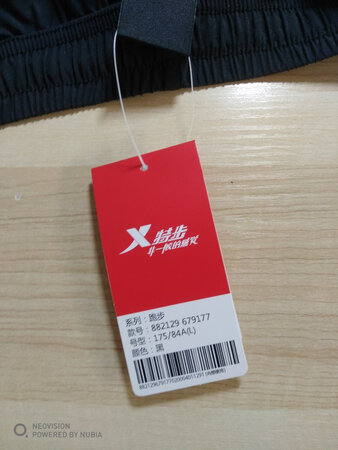 X 特步
非一般的感觉
系列：跑步
款号：882129 679177
号型：175/84A(L)
颜色：黑
NEOVISION
POWERED BY NUBIA